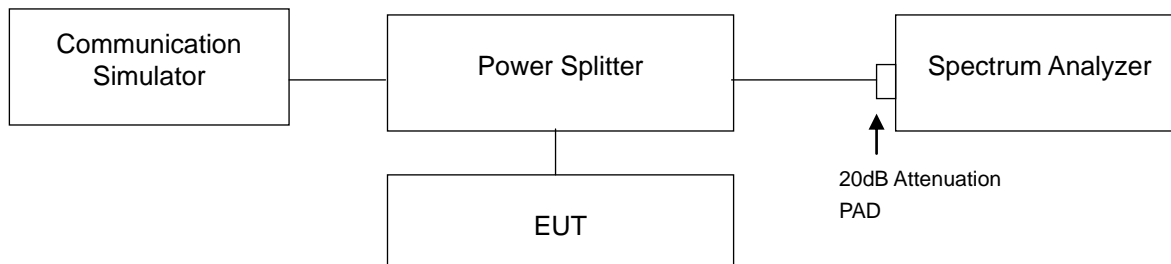 Communication
Simulator
Power Splitter
Spectrum Analyzer
20dB Attenuation
PAD
EUT